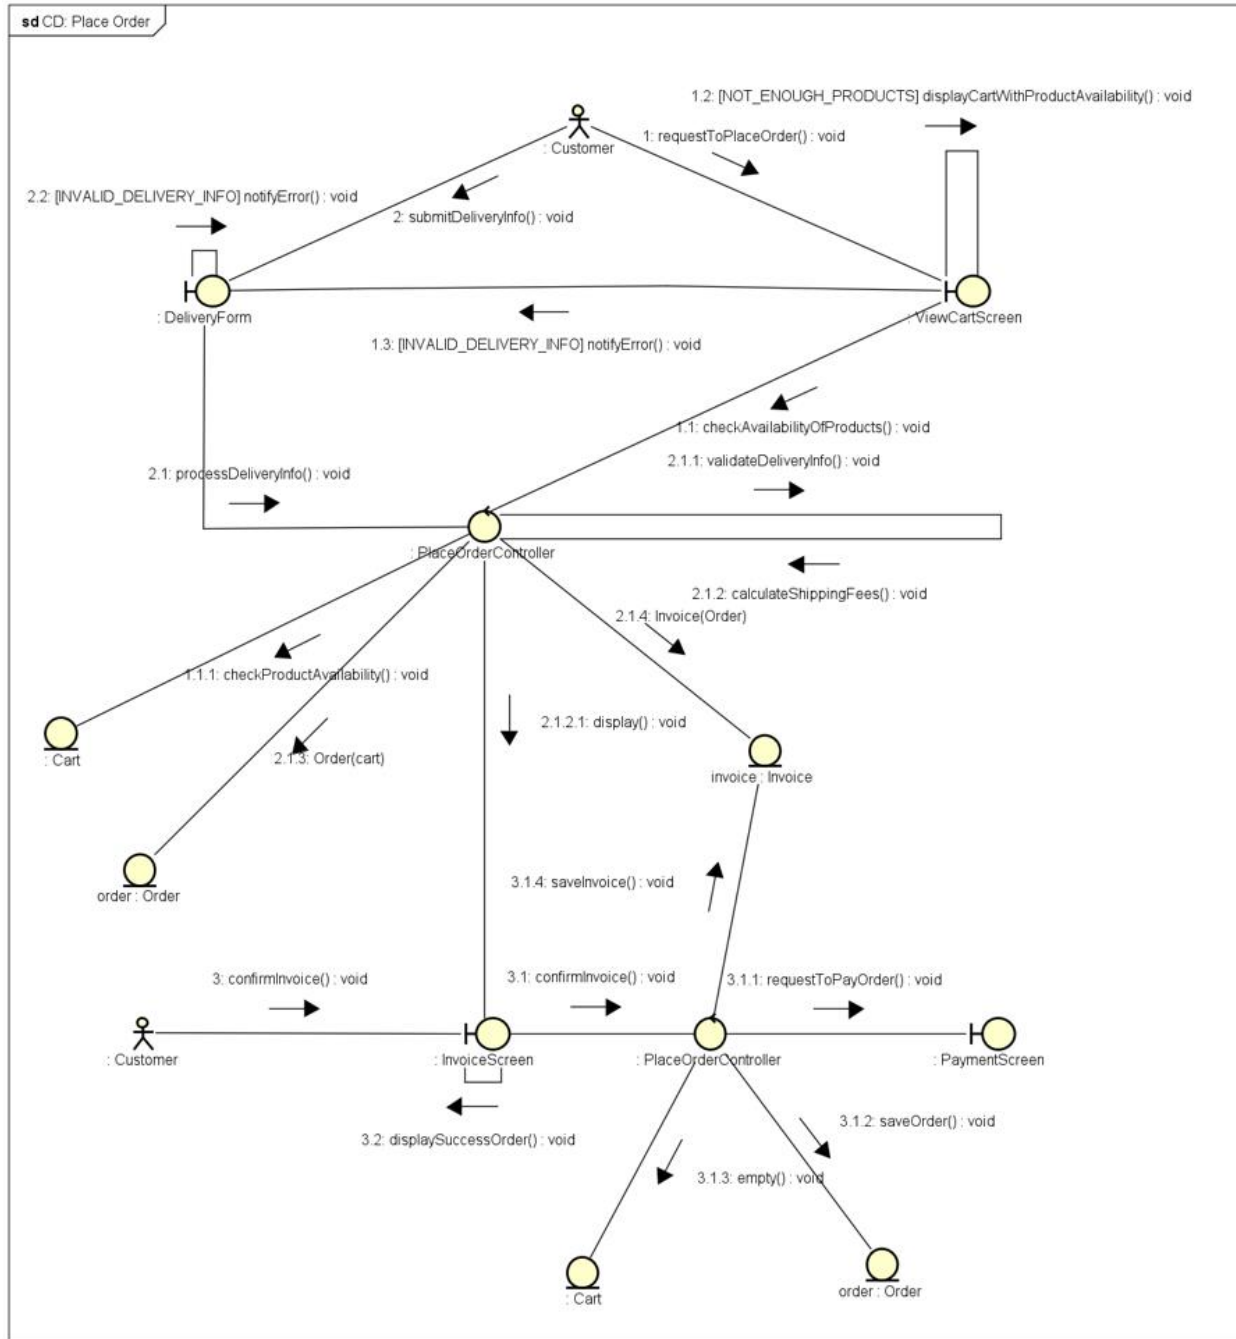 sd CD: Place Order
1.2: [NOT_ENOUGH_PRODUCTS] displayCartWithProductAvailability() : void
1: requestToPlaceOrder() : void
: Customer
2.2: [INVALID_DELIVERY_INFO] notifyError() : void
2: submitDeliveryInfo() : void
: DeliveryForm
: ViewCartScreen
1.3: [INVALID_DELIVERY_INFO] notifyError() : void
1.1: checkAvailabilityOfProducts() : void
2.1: processDeliveryInfo() : void
2.1.1: validateDeliveryInfo() : void
: PlaceOrderController
2.1.2: calculateShippingFees() : void
2.1.4: Invoice(Order)
1.1.1: checkProductAvailability() : void
2.1.2.1: display() : void
: Cart
2.1.3: Order(cart)
invoice : Invoice
3.1.4: saveInvoice() : void
order : Order
3: confirmInvoice() : void
3.1: confirmInvoice() : void
3.1.1: requestToPayOrder() : void
: Customer
: InvoiceScreen
: PlaceOrderController
: PaymentScreen
3.2: displaySuccessOrder() : void
3.1.2: saveOrder() : void
3.1.3: empty() : void
: Cart
order : Order